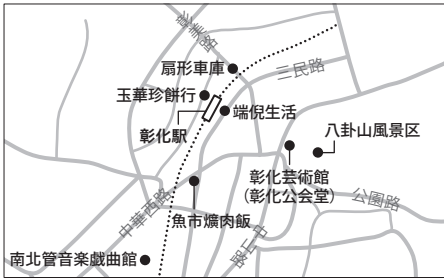 彰美路
扇形車庫
三民路
玉華珍餅行
端倪生活
彰化駅
八卦山風景区
彰化芸術館
(彰化公会堂)
公園路
中華西路
魚市爌肉飯
中山路
南北管音楽戯曲館